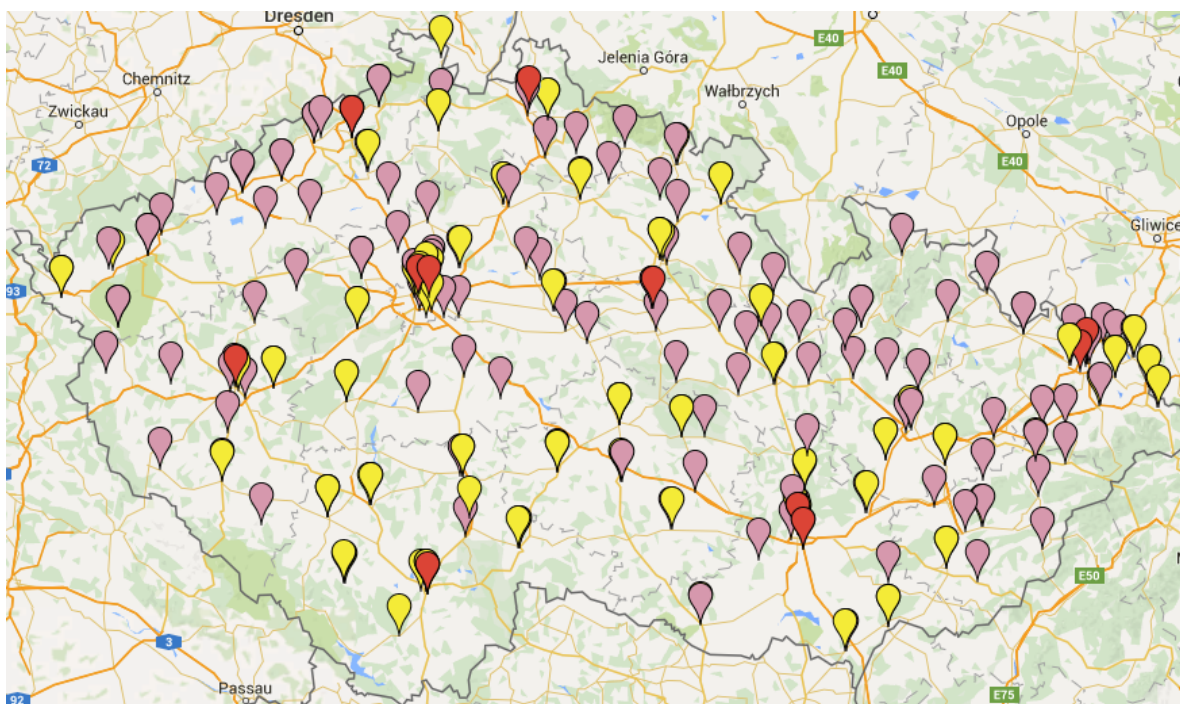 Dresden
E40
Jelenia Góra
E40
Chemnitz
Wałbrzych
Zwickau
Opole
72
E40
Gliwice
93
E50
3
Passau
E75
92